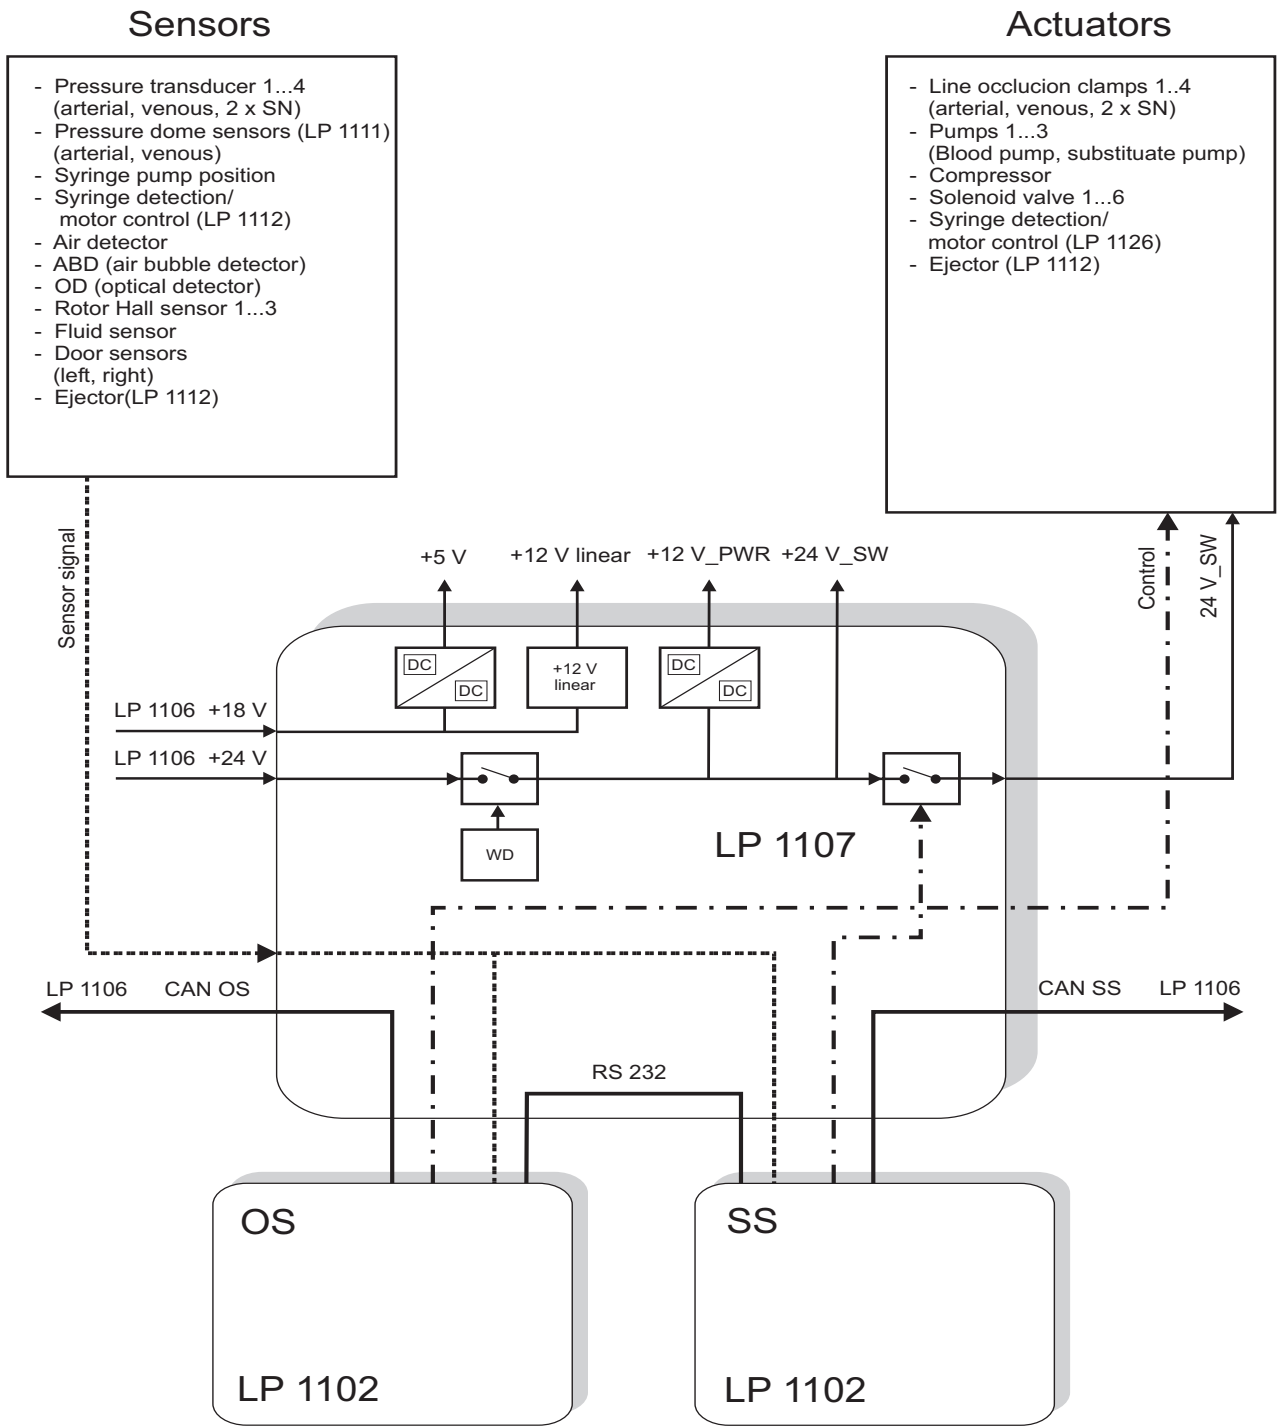 Sensors
- Pressure transducer 1...4
(arterial, venous, 2 x SN)
- Pressure dome sensors (LP 1111)
(arterial, venous)
- Syringe pump position
- Syringe detection/
motor control (LP 1112)
- Air detector
- ABD (air bubble detector)
- OD (optical detector)
- Rotor Hall sensor 1...3
- Fluid sensor
- Door sensors
(left, right)
- Ejector(LP 1112)
Actuators
- Line occlucion clamps 1..4
(arterial, venous, 2 x SN)
- Pumps 1...3
(Blood pump, substituate pump)
- Compressor
- Solenoid valve 1...6
- Syringe detection/
motor control (LP 1126)
- Ejector (LP 1112)
Sensor signal
Control
24 V_SW
+5 V
+12 V linear
+12 V_PWR
+24 V_SW
DC
DC
+12 V
linear
DC
DC
LP 1106 +18 V
LP 1106 +24 V
WD
LP 1107
LP 1106 CAN OS
CAN SS LP 1106
RS 232
OS
LP 1102
SS
LP 1102